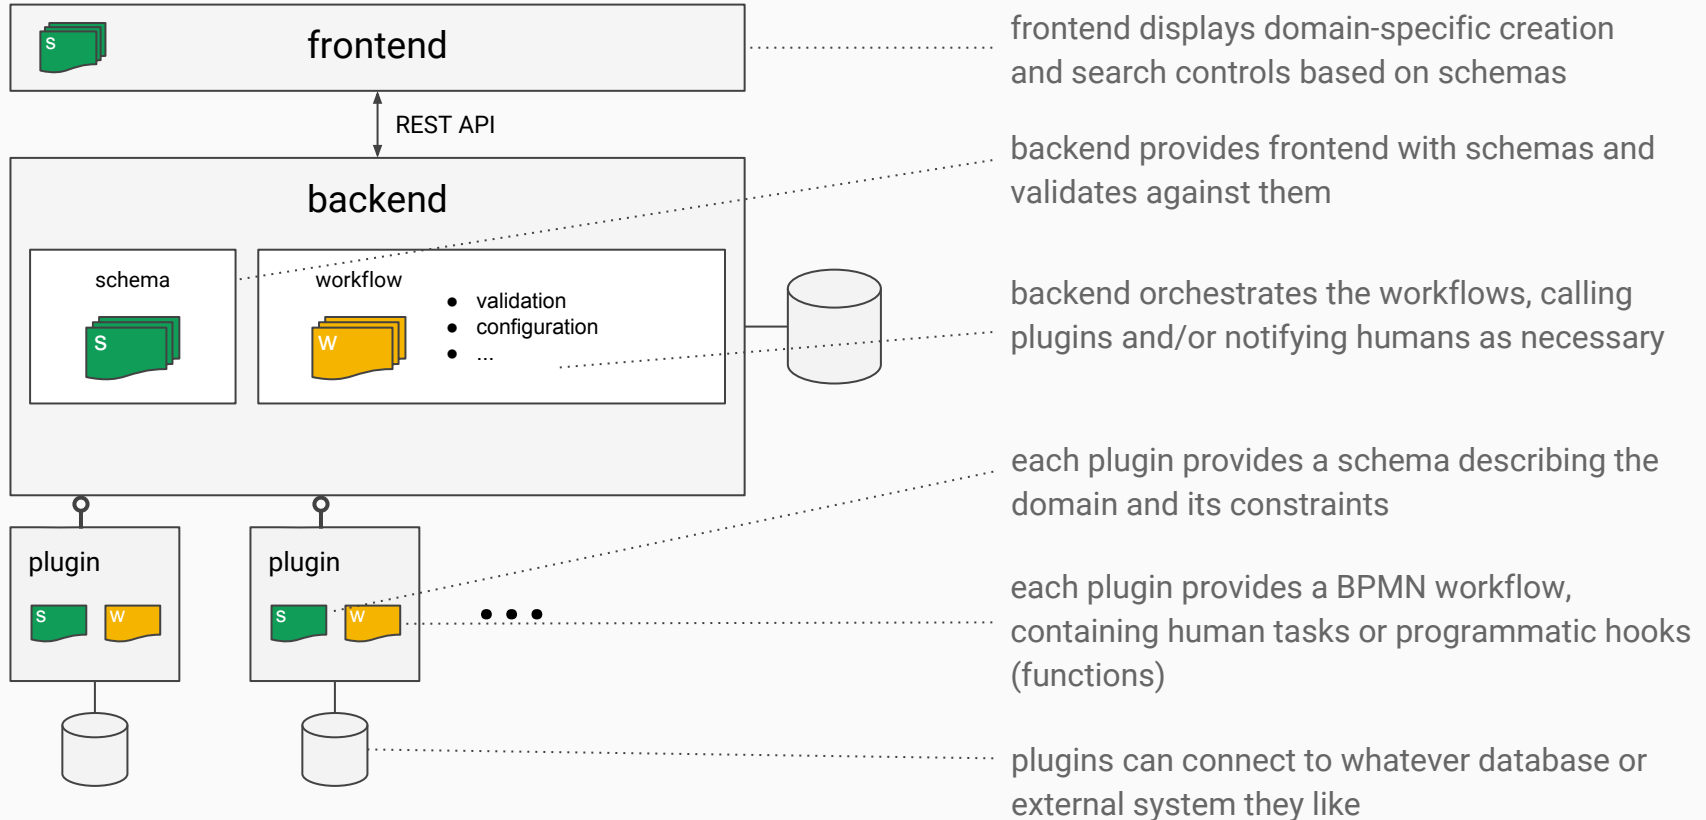 S
frontend
frontend displays domain-specific creation
and search controls based on schemas
REST API
backend provides frontend with schemas and
validates against them
backend
schema
S
workflow
W
● validation
● configuration
● ...
backend orchestrates the workflows, calling
plugins and/or notifying humans as necessary
each plugin provides a schema describing the
domain and its constraints
plugin
S
W
plugin
S
W
● ● ●
each plugin provides a BPMN workflow,
containing human tasks or programmatic hooks
(functions)
plugins can connect to whatever database or
external system they like